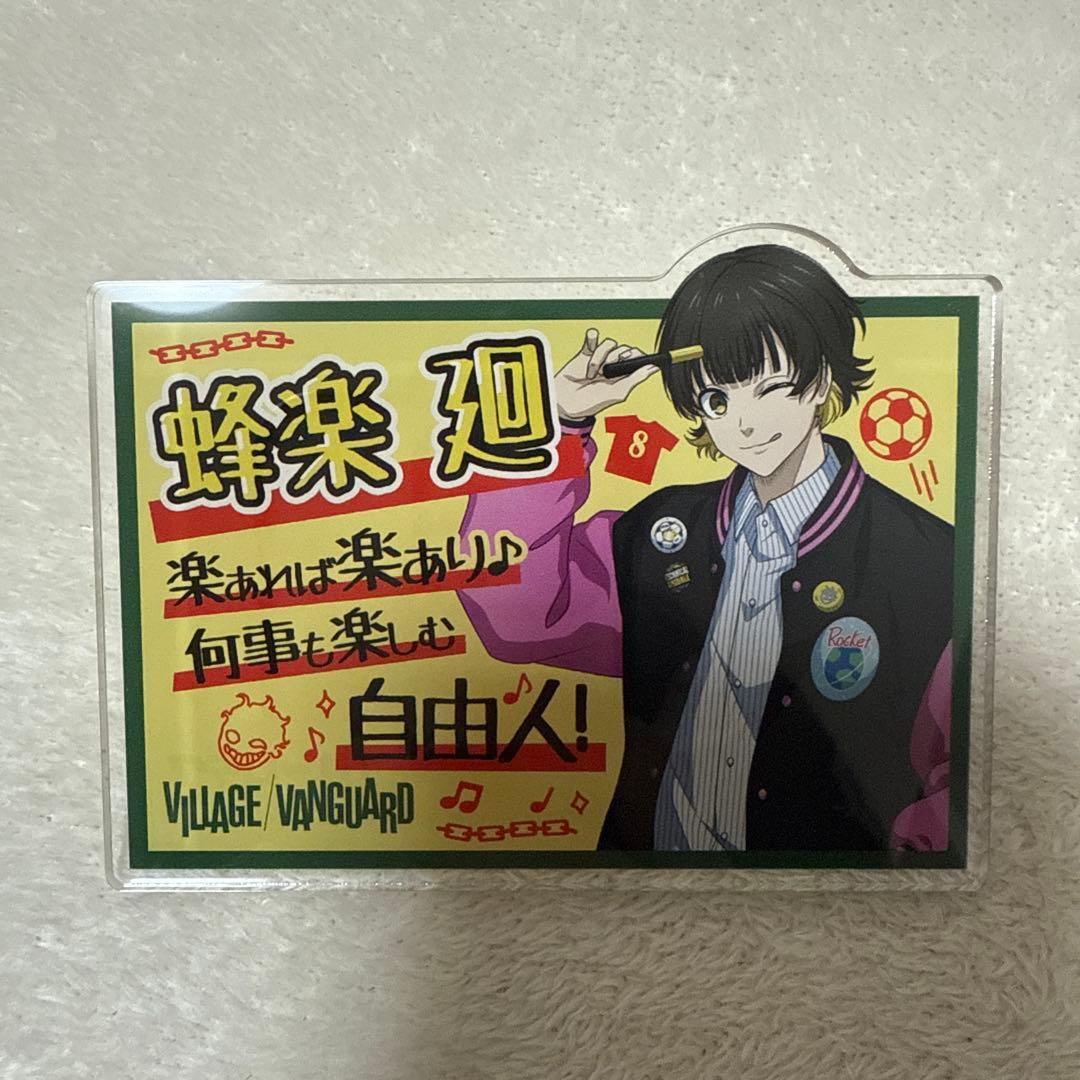 蜂楽 廻
8
楽あれば楽あり♪
何事も楽しむ
自由人!
Rocket
VILLAGE/VANGUARD